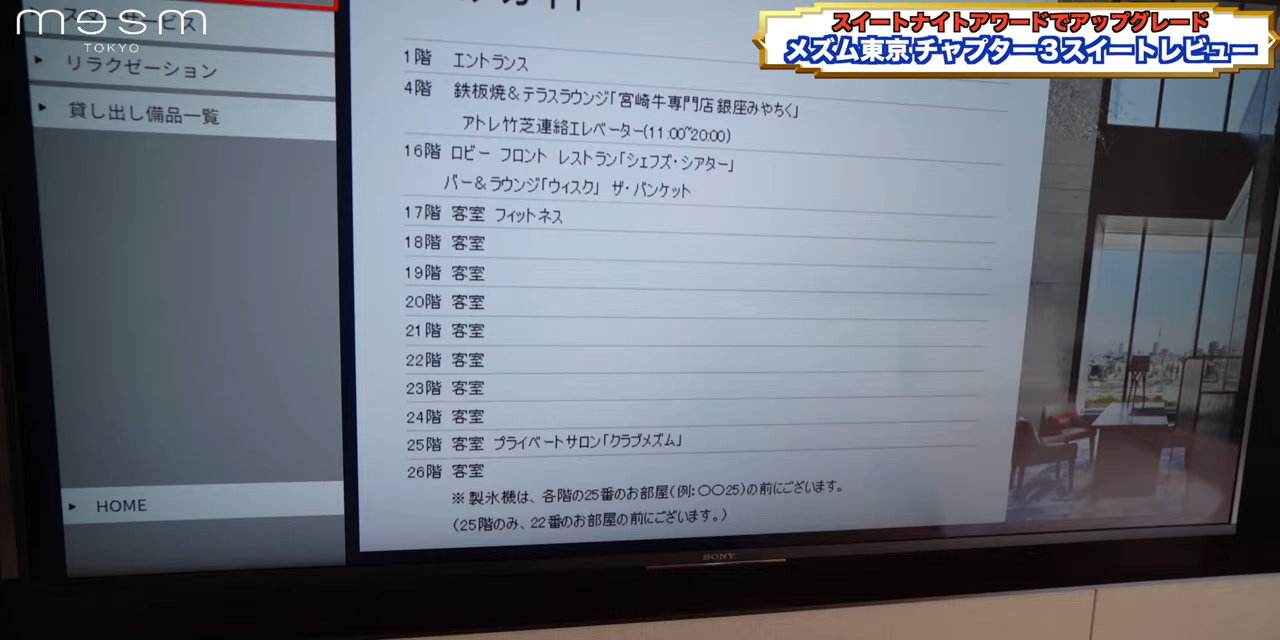 mesm
TOKYO
スイートナイトアワードでアップグレード
メズム東京 チャプター3スイートレビュー
サービス
リラクゼーション
貸し出し備品一覧
HOME
1階 エントランス
4階 鉄板焼&テラスラウンジ「宮崎牛専門店 銀座みやちく」
アトレ竹芝連絡エレベーター(11:00~20:00)
16階 ロビー フロント レストラン「シェフズ・シアター」
バー&ラウンジ「ウィスク」 ザ・バンケット
17階 客室 フィットネス
18階 客室
19階 客室
20階 客室
21階 客室
22階 客室
23階 客室
24階 客室
25階 客室 プライベートサロン「クラブメズム」
26階 客室
※製氷機は、各階の25番のお部屋(例:〇〇25)の前にございます。
(25階のみ、22番のお部屋の前にございます。)
SONY